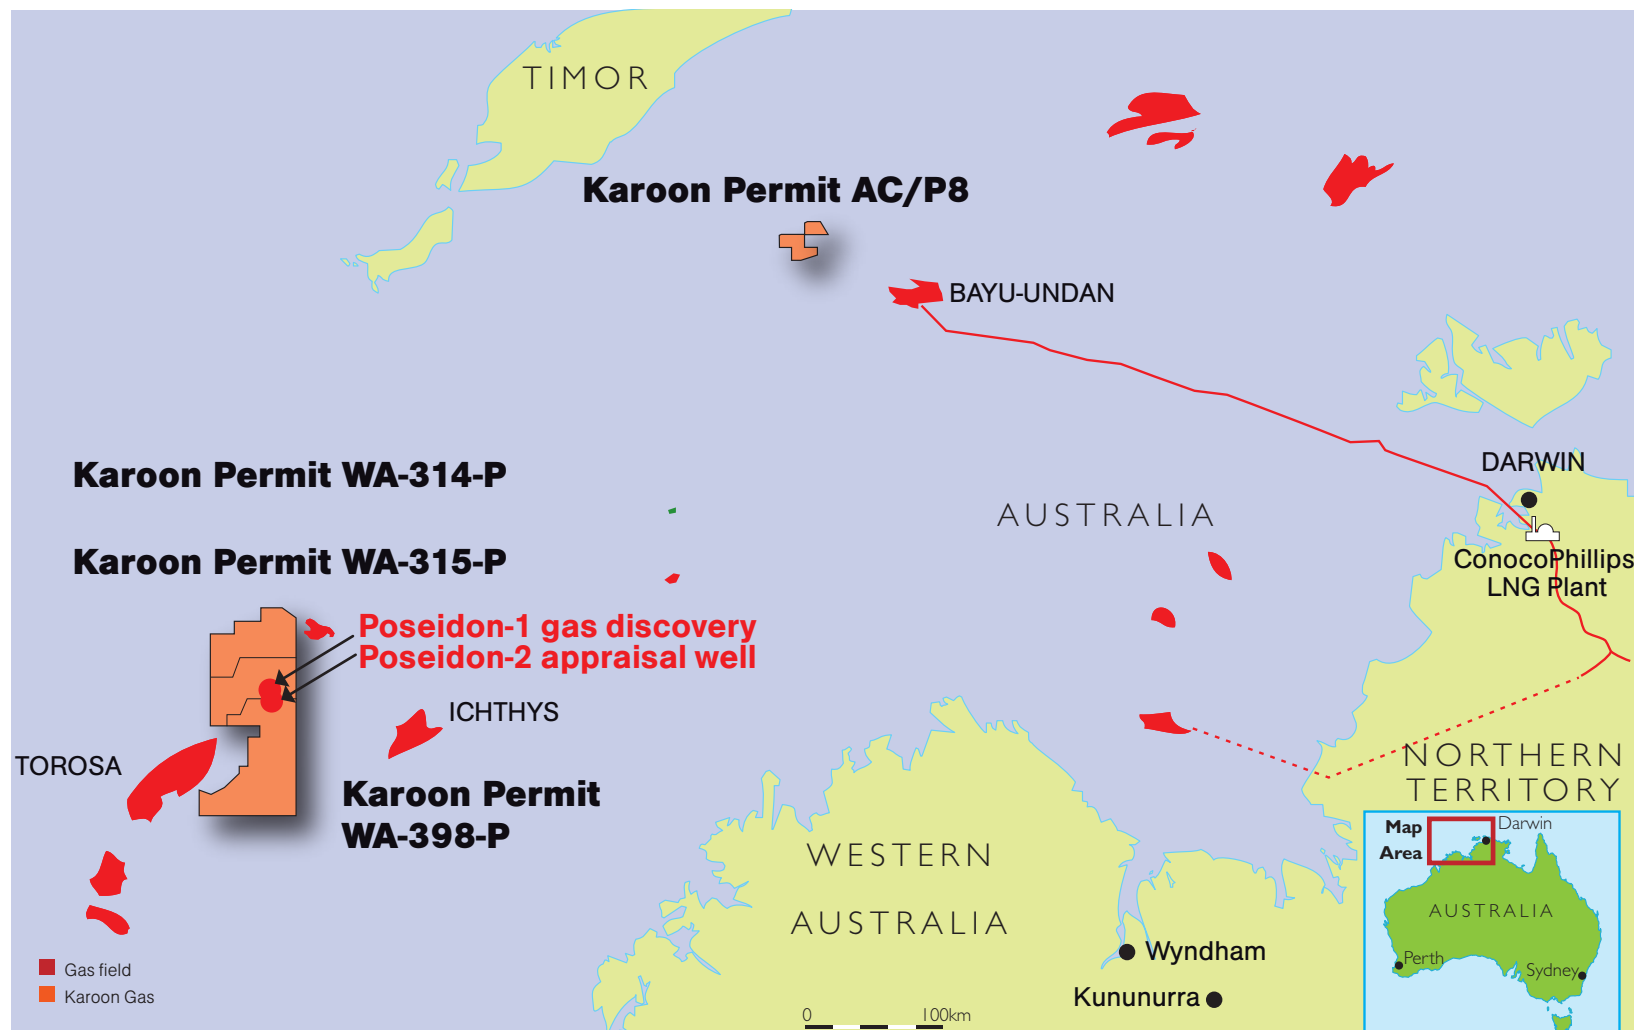 TIMOR
Karoon Permit AC/P8
BAYU-UNDAN
DARWIN
Karoon Permit WA-314-P
AUSTRALIA
Karoon Permit WA-315-P
ConocoPhillips
LNG Plant
Poseidon-1 gas discovery
Poseidon-2 appraisal well
ICHTHYS
TOROSA
NORTHERN
TERRITORY
Karoon Permit
WA-398-P
Map
Area
Darwin
WESTERN
AUSTRALIA
AUSTRALIA
Wyndham
Perth
Sydney
Gas field
Karoon Gas
Kununurra
0 100km